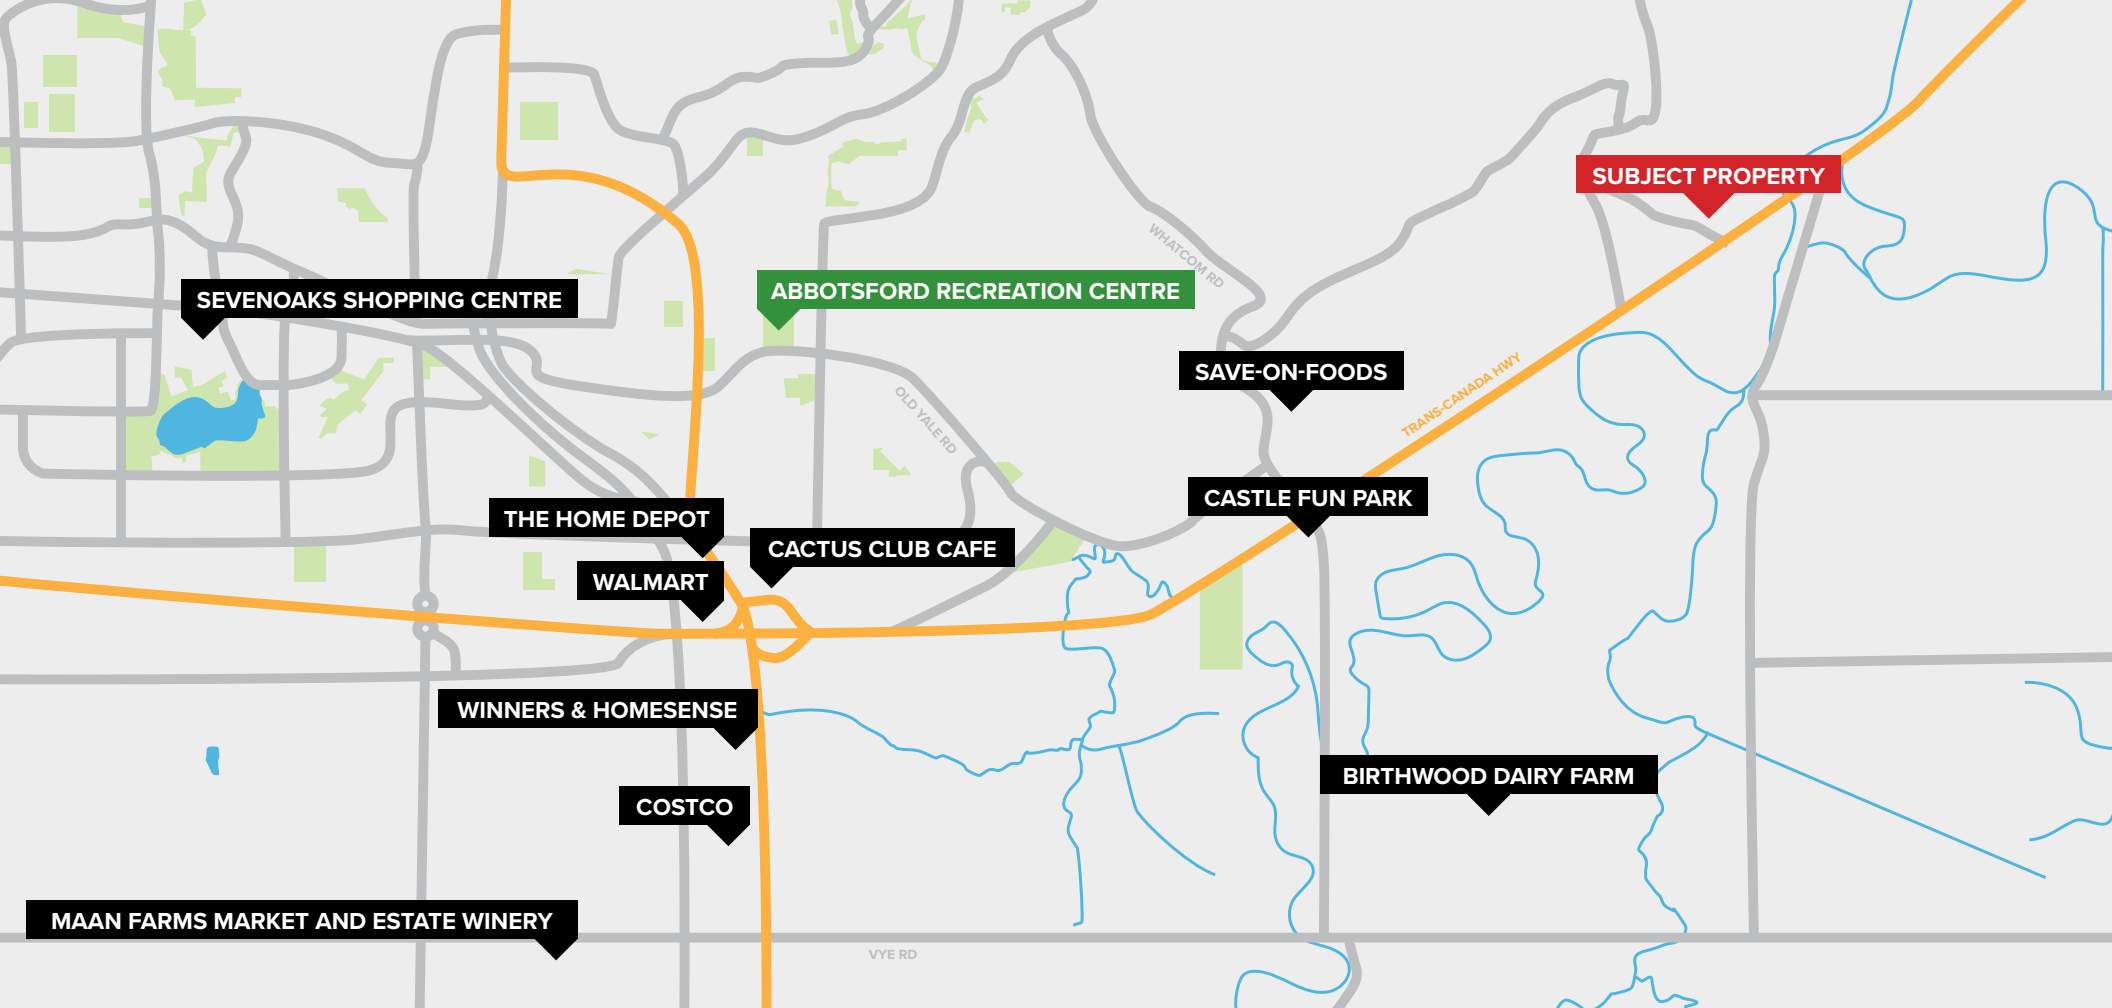 SUBJECT PROPERTY
WHATCOM RD
SEVENOAKS SHOPPING CENTRE
ABBOTSFORD RECREATION CENTRE
SAVE-ON-FOODS
TRANS-CANADA HWY
OLD YALE RD
CASTLE FUN PARK
THE HOME DEPOT
CACTUS CLUB CAFE
WALMART
WINNERS & HOMESENSE
BIRTHWOOD DAIRY FARM
COSTCO
MAAN FARMS MARKET AND ESTATE WINERY
VYE RD